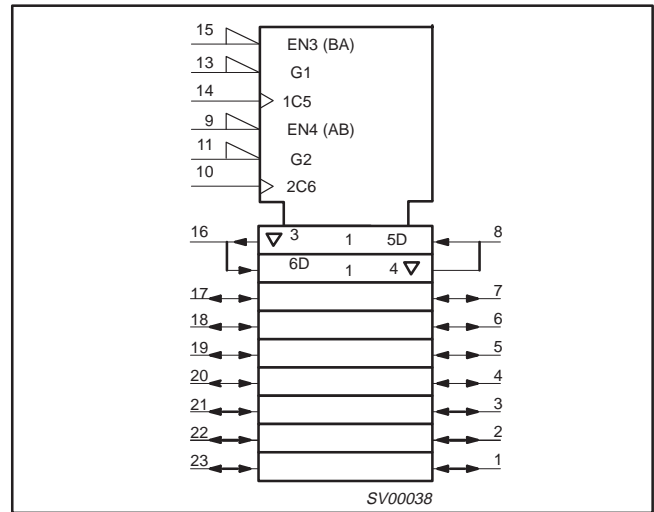 15 EN3 (BA)
13 G1
14 1C5
9 EN4 (AB)
11 G2
10 2C6
16 3 1 5D 8
6D 1 4
17 7
18 6
19 5
20 4
21 3
22 2
23 1
SV00038